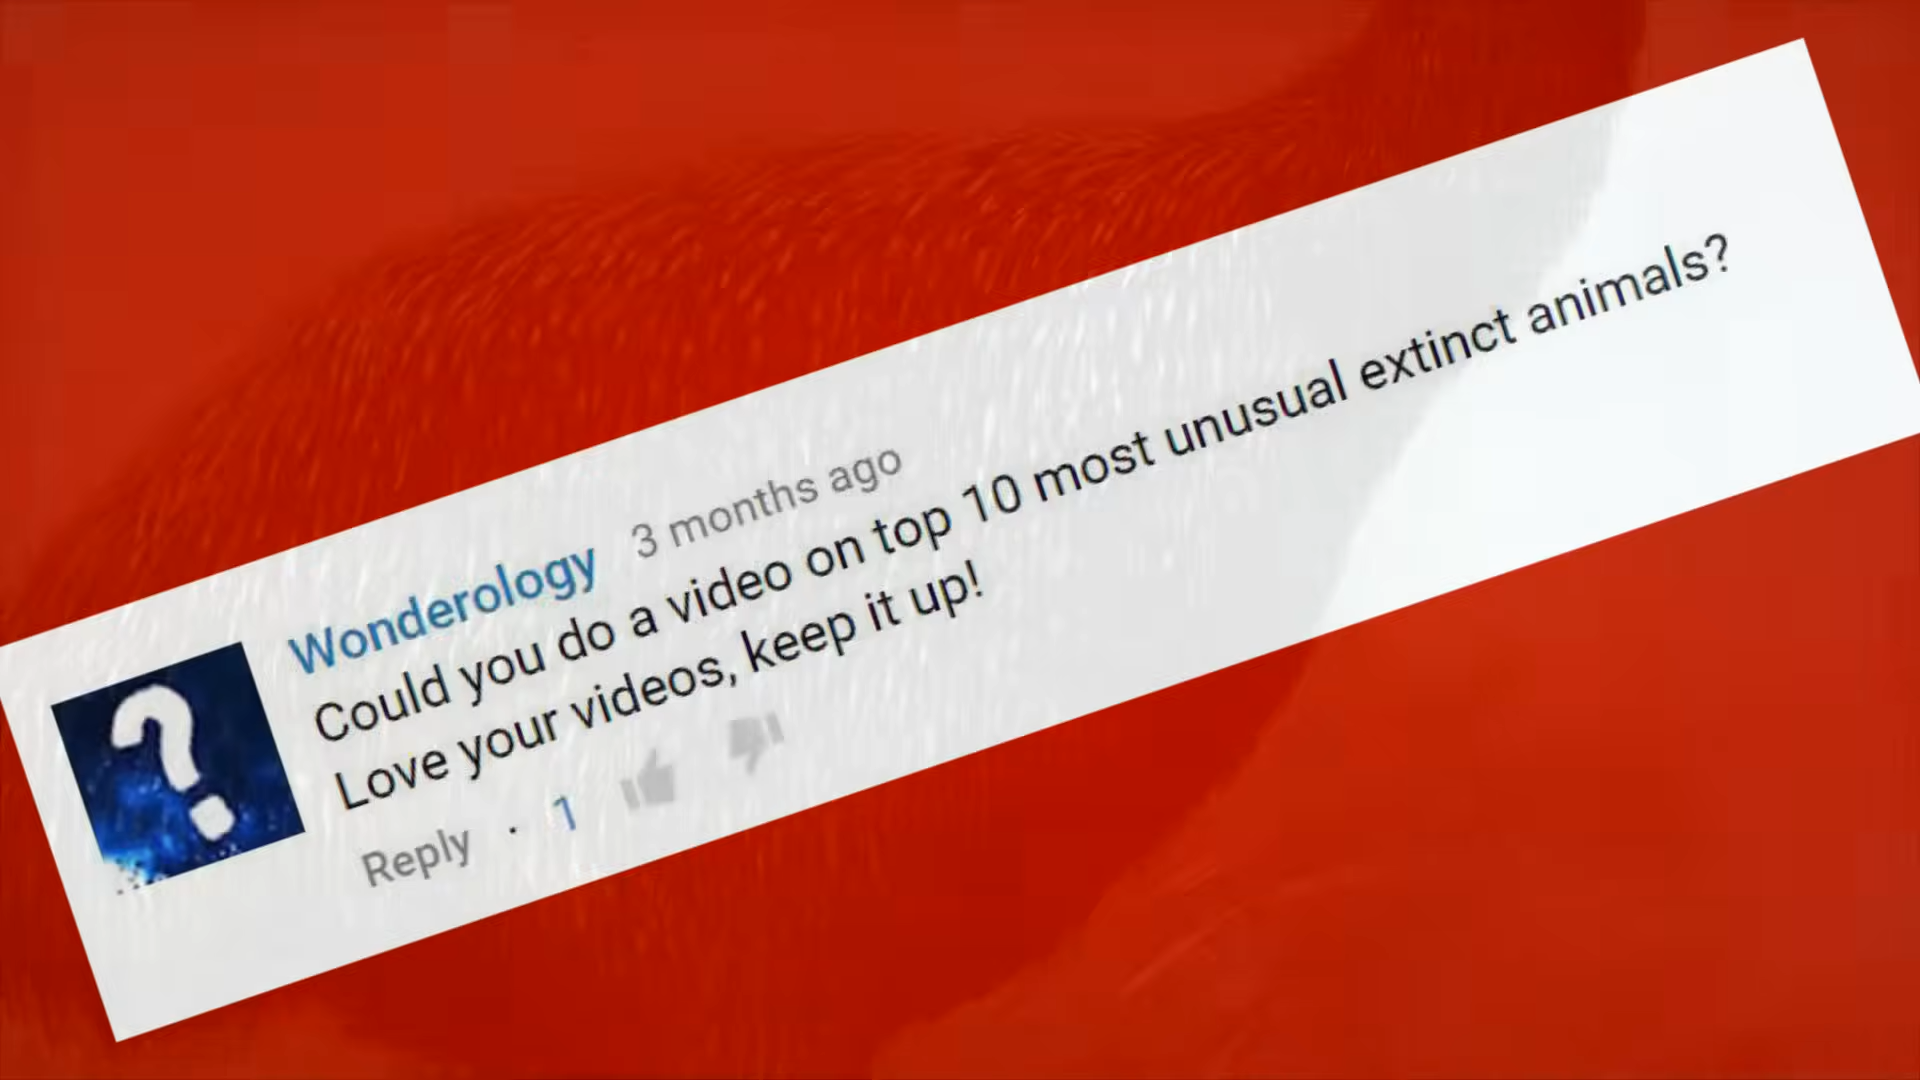 Wonderology 3 months ago
Could you do a video on top 10 most unusual extinct animals?
Love your videos, keep it up!
Reply · 1